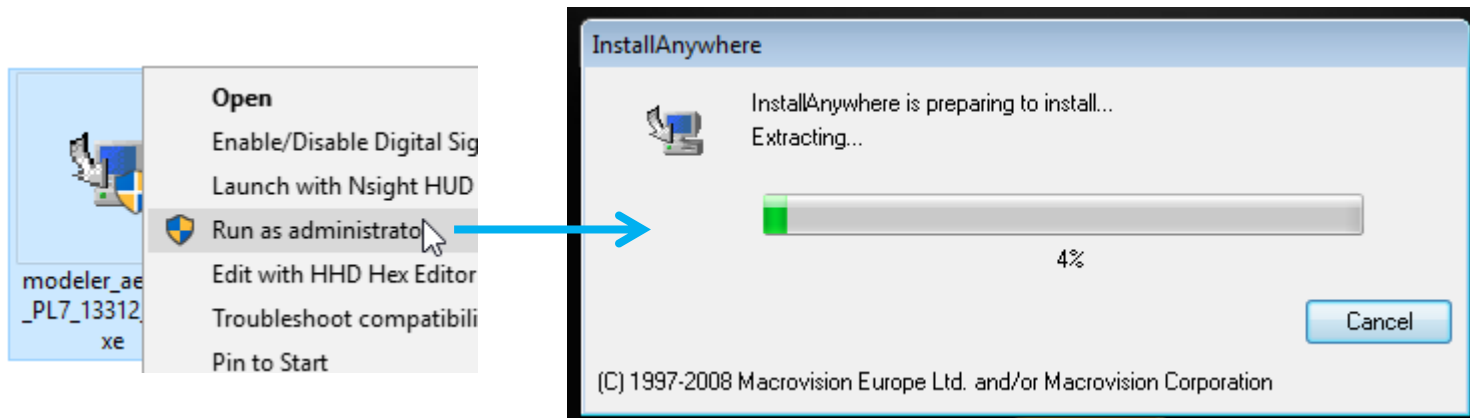 Open
Enable/Disable Digital Sig
Launch with Nsight HUD
Run as administrato
Edit with HHD Hex Editor
Troubleshoot compatibili
Pin to Start
modeler_ae
_PL7_13312_
xe
InstallAnywhere
InstallAnywhere is preparing to install...
Extracting...
4%
Cancel
(C) 1997-2008 Macrovision Europe Ltd. and/or Macrovision Corporation